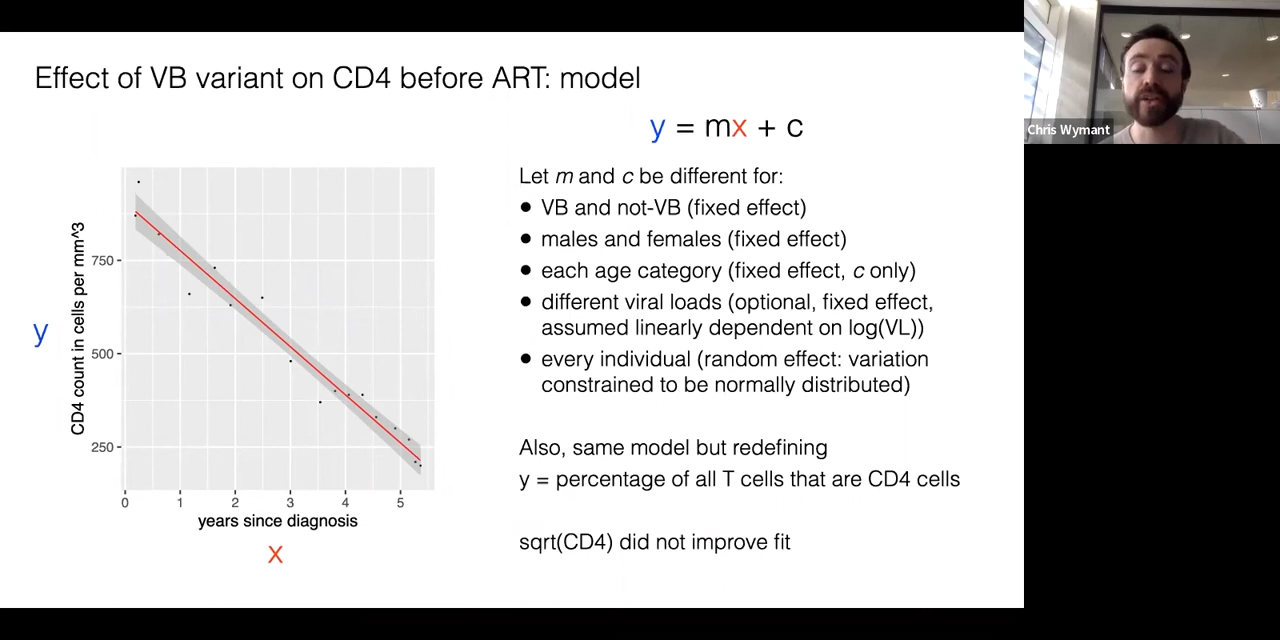 Effect of VB variant on CD4 before ART: model
y = mx + c
Let m and c be different for:
● VB and not-VB (fixed effect)
● males and females (fixed effect)
● each age category (fixed effect, c only)
● different viral loads (optional, fixed effect,
assumed linearly dependent on log(VL))
● every individual (random effect: variation
constrained to be normally distributed)
Also, same model but redefining
y = percentage of all T cells that are CD4 cells
sqrt(CD4) did not improve fit
y
CD4 count in cells per mm^3
750
500
250
0 1 2 3 4 5
years since diagnosis
x
Chris Wymant